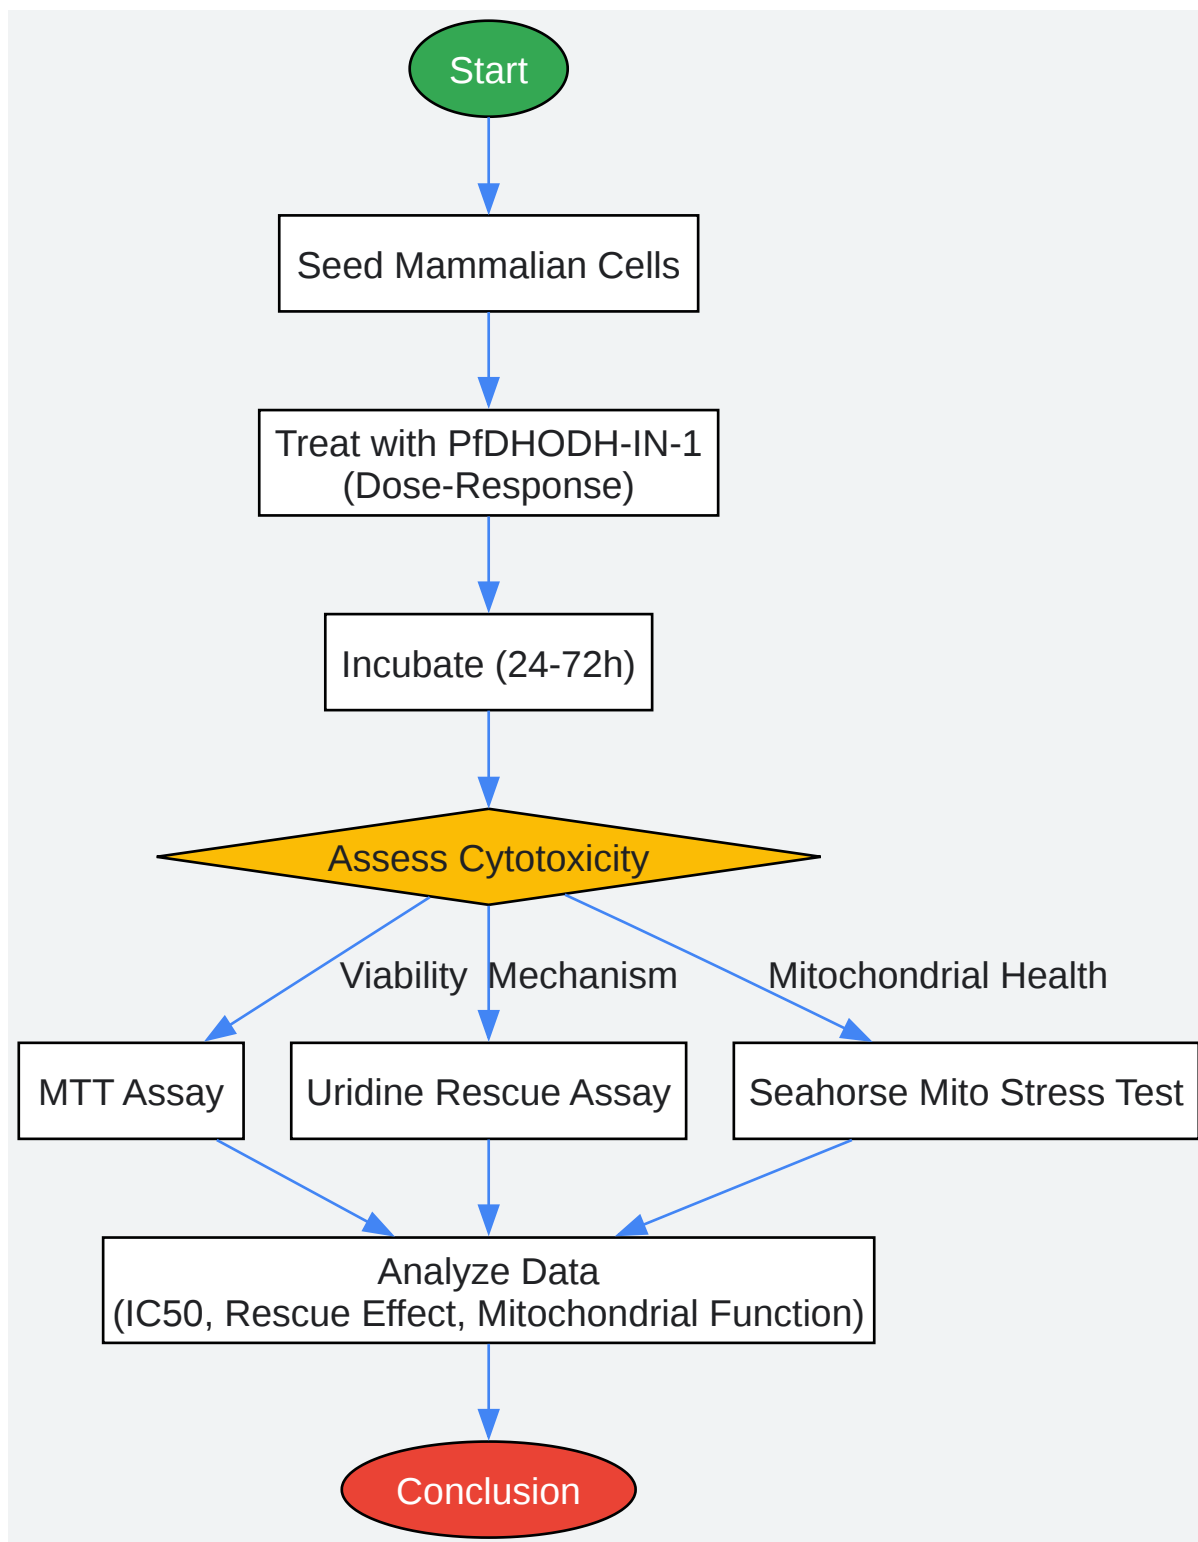 Start
Seed Mammalian Cells
Treat with PfDHODH-IN-1
(Dose-Response)
Incubate (24-72h)
Assess Cytotoxicity
Viability
Mechanism
Mitochondrial Health
MTT Assay
Uridine Rescue Assay
Seahorse Mito Stress Test
Analyze Data
(IC50, Rescue Effect, Mitochondrial Function)
Conclusion